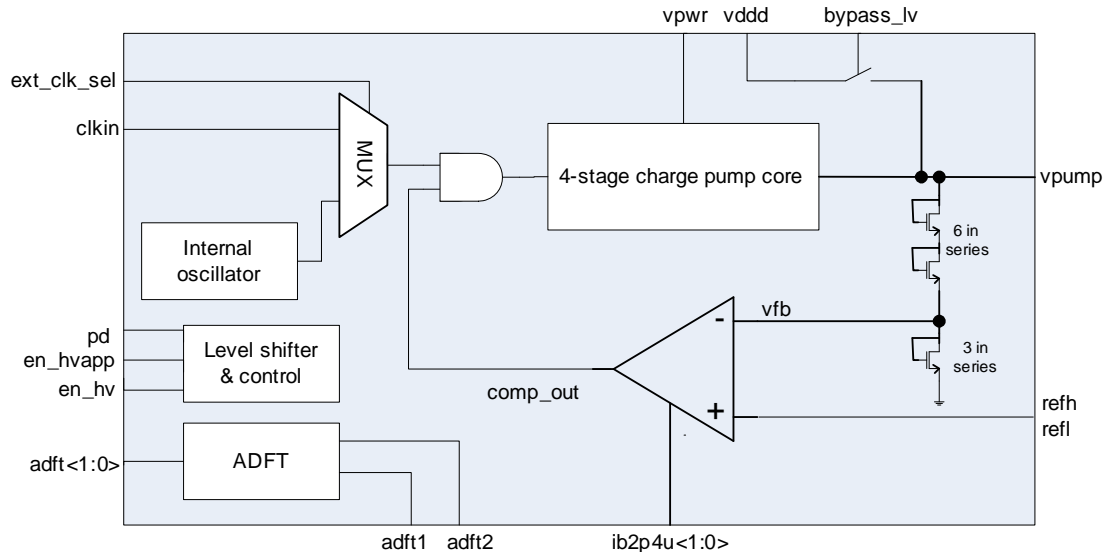 vpwr vddd bypass_lv
ext_clk_sel
clkin
MUX
4-stage charge pump core
vpump
6 in
series
Internal
oscillator
vfb
-
pd
en_hvapp
en_hv
Level shifter
& control
3 in
series
comp_out
+
refh
refl
adft<1:0>
ADFT
adft1 adft2 ib2p4u<1:0>